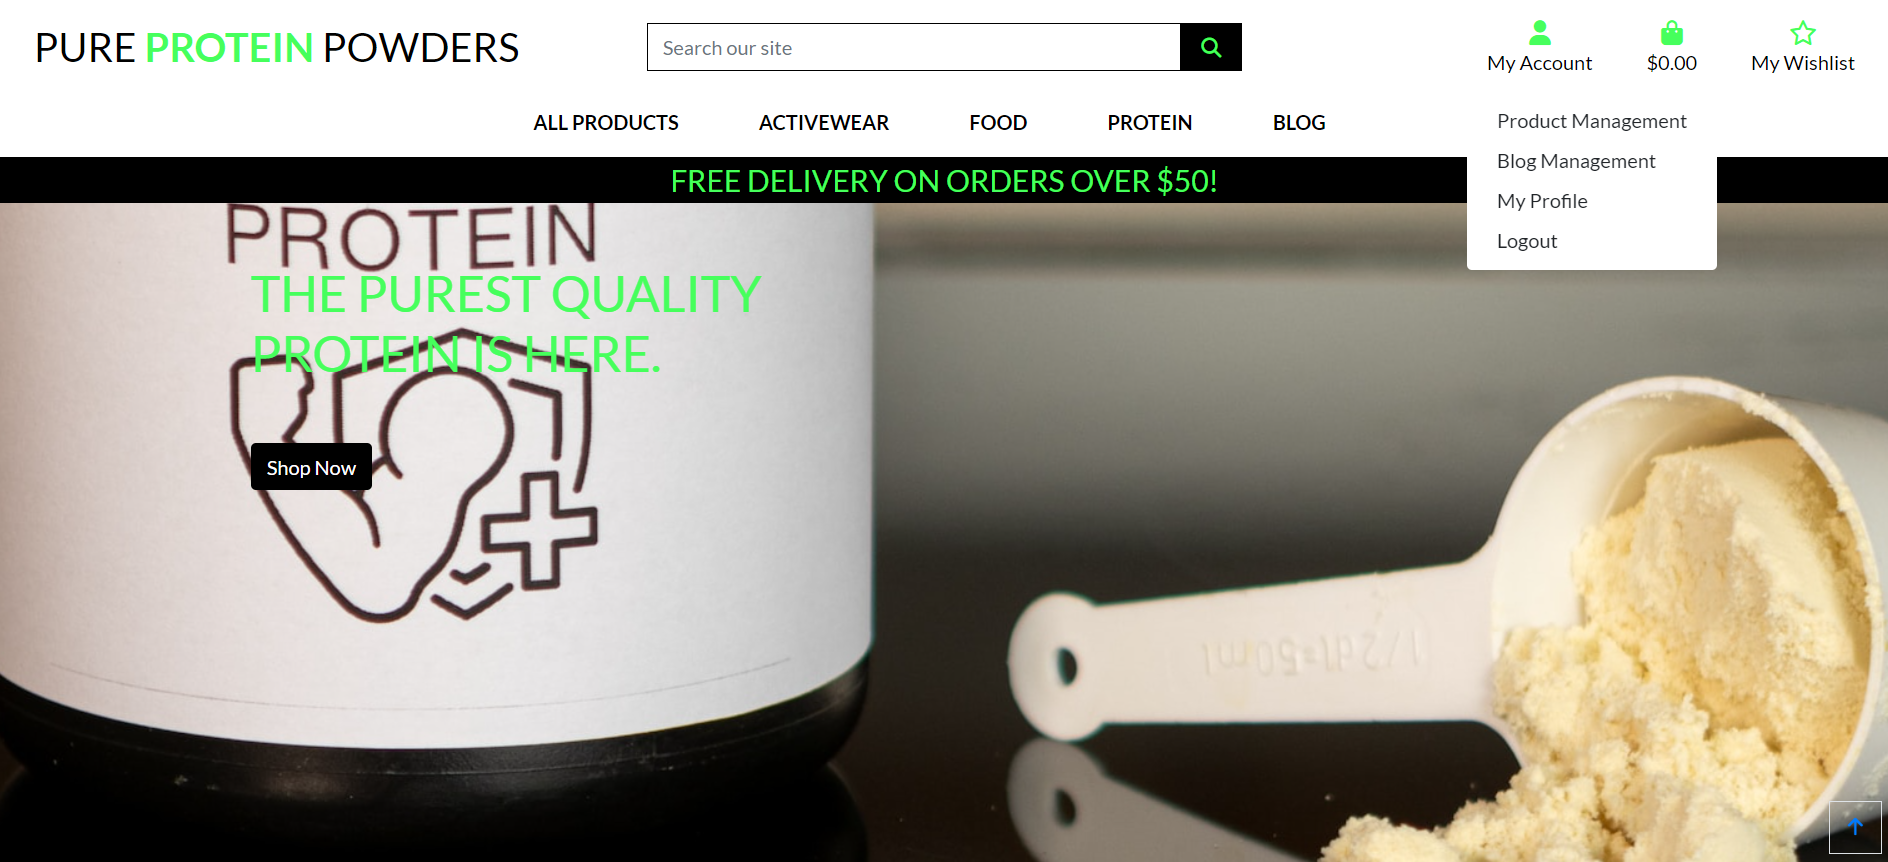 PURE PROTEIN POWDERS
Search our site
My Account
$0.00
My Wishlist
ALL PRODUCTS
ACTIVEWEAR
FOOD
PROTEIN
BLOG
Product Management
Blog Management
My Profile
Logout
FREE DELIVERY ON ORDERS OVER $50!
PROTEIN
THE PUREST QUALITY
PROTEIN IS HERE.
Shop Now
1/2dl=50ml